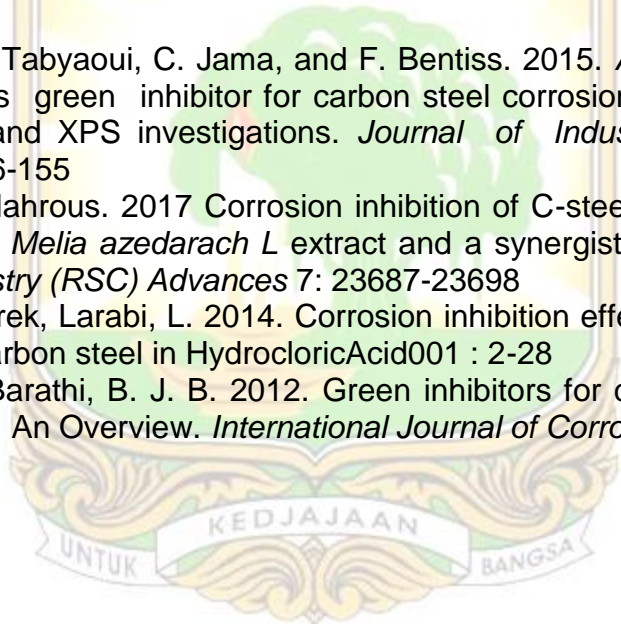 Tabyaoui, C. Jama, and F. Bentiss. 2015.
green inhibitor for carbon steel corrosion
and XPS investigations. Journal of Indus
6-155
ahrous. 2017 Corrosion inhibition of C-stee
Melia azedarach L extract and a synergist
stry (RSC) Advances 7: 23687-23698
rek, Larabi, L. 2014. Corrosion inhibition effe
arbon steel in HydrocloricAcid001 : 2-28
Barathi, B. J. B. 2012. Green inhibitors for
An Overview. International Journal of Corro
KEDJAJAAN
UNTUK BANGSA